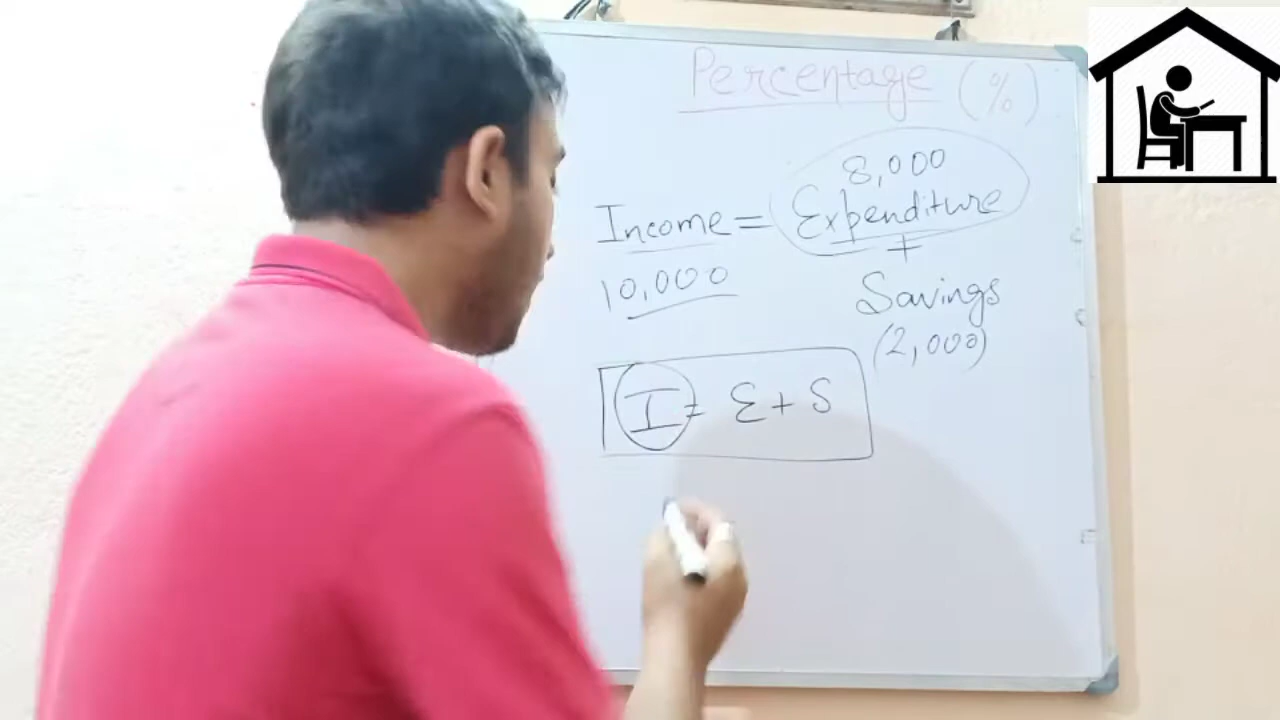 Percentage (%)
8,000
Income = Expenditure
+
10,000
Savings
(2,000)
I = E + S